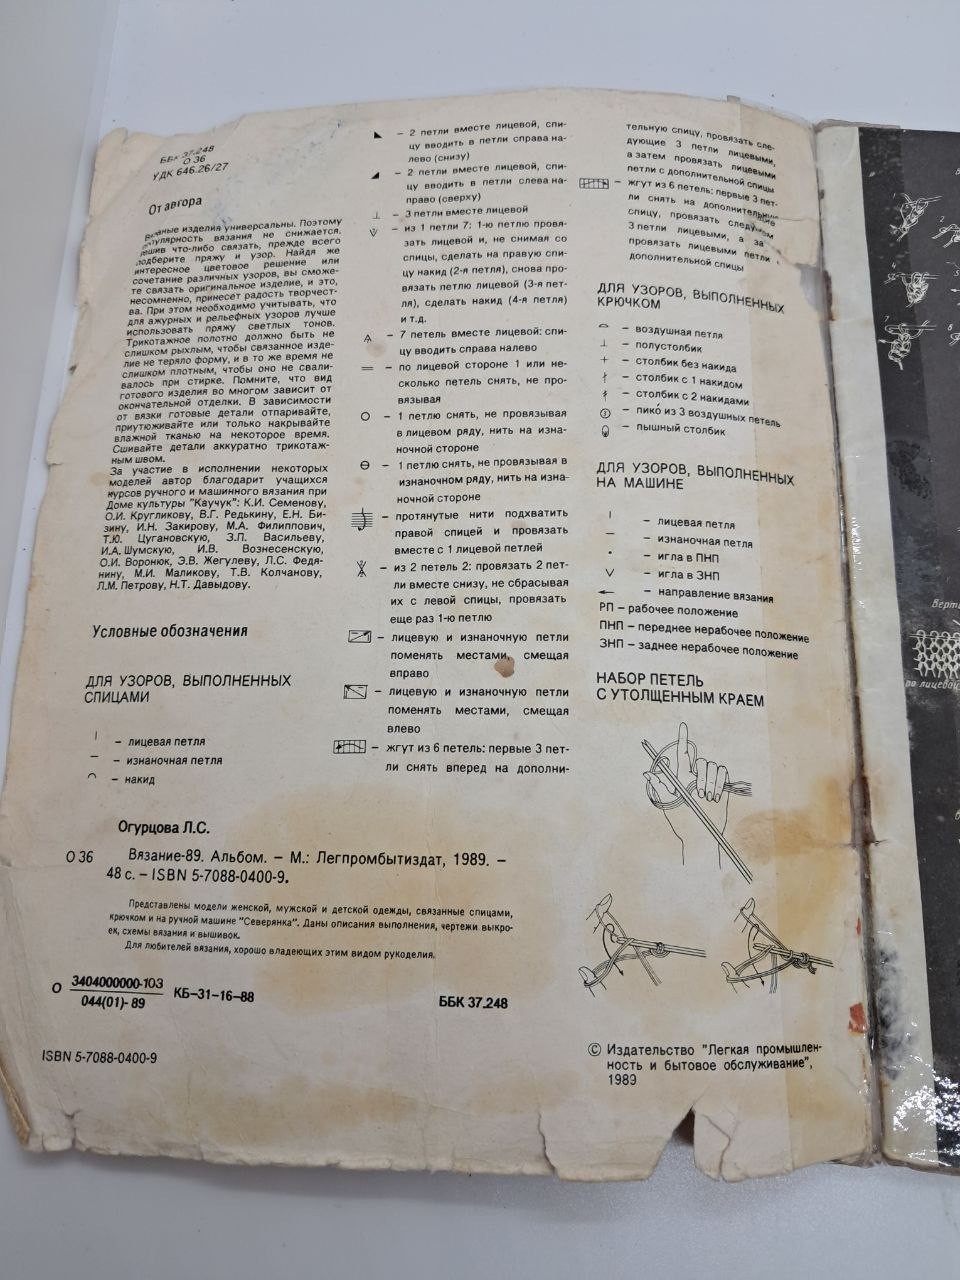 ББК 37.248
О 36
УДК 646.26/27
От автора
Вязаные изделия универсальны. Поэтому
популярность вязания не снижается.
Решив что-либо связать, прежде всего
подберите пряжу и узор. Найдя же
интересное цветовое решение или
сочетание различных узоров, вы сможе-
те связать оригинальное изделие, и это,
несомненно, принесет радость творчест-
ва. При этом необходимо учитывать, что
для ажурных и рельефных узоров лучше
использовать пряжу светлых тонов.
Трикотажное полотно должно быть не
слишком рыхлым, чтобы связанное изде-
лие не теряло форму, и в то же время не
слишком плотным, чтобы оно не свали-
валось при стирке. Помните, что вид
готового изделия во многом зависит от
окончательной отделки. В зависимости
от вязки готовые детали отпаривайте,
приутюживайте или только накрывайте
влажной тканью на некоторое время.
Сшивайте детали аккуратно трикотаж-
ным швом.
За участие в исполнении некоторых
моделей автор благодарит учащихся
курсов ручного и машинного вязания при
Доме культуры "Каучук": К.И. Семенову,
О.И. Кругликову, В.Г. Редькину, Е.Н. Би-
зину, И.Н. Закирову, М.А. Филиппович,
Т.Ю. Цугановскую, З.П. Васильеву,
И.А. Шумскую, И.В. Вознесенскую,
О.И. Воронюк, Э.В. Жегулеву, Л.С. Федя-
нину, М.И. Маликову, Т.В. Колчанову,
Л.М. Петрову, Н.Т. Давыдову.
Условные обозначения
ДЛЯ УЗОРОВ, ВЫПОЛНЕННЫХ
СПИЦАМИ
– лицевая петля
– изнаночная петля
– накид
– 2 петли вместе лицевой, спи-
цу вводить в петли справа на-
лево (снизу)
– 2 петли вместе лицевой, спи-
цу вводить в петли слева на-
право (сверху)
– 3 петли вместе лицевой
– из 1 петли 7: 1-ю петлю провя-
зать лицевой и, не снимая со
спицы, сделать на правую спи-
цу накид (2-я петля), снова про-
вязать петлю лицевой (3-я пет-
ля), сделать накид (4-я петля)
и т.д.
– 7 петель вместе лицевой: спи-
цу вводить справа налево
– по лицевой стороне 1 или не-
сколько петель снять, не про-
вязывая
– 1 петлю снять, не провязывая
в лицевом ряду, нить на изна-
ночной стороне
– 1 петлю снять, не провязывая в
изнаночном ряду, нить на изна-
ночной стороне
– протянутые нити подхватить
правой спицей и провязать
вместе с 1 лицевой петлей
– из 2 петель 2: провязать 2 пет-
ли вместе снизу, не сбрасывая
их с левой спицы, провязать
еще раз 1-ю петлю
– лицевую и изнаночную петли
поменять местами, смещая
вправо
– лицевую и изнаночную петли
поменять местами, смещая
влево
– жгут из 6 петель: первые 3 пет-
ли снять вперед на дополни-
тельную спицу, провязать сле-
дующие 3 петли лицевыми,
а затем провязать лицевыми
петли с дополнительной спицы
– жгут из 6 петель: первые 3 пет-
ли снять на дополнительную
спицу, провязать следующие
3 петли лицевыми, а за
провязать лицевыми петли
дополнительной спицы
ДЛЯ УЗОРОВ, ВЫПОЛНЕННЫХ
КРЮЧКОМ
– воздушная петля
– полустолбик
– столбик без накида
– столбик с 1 накидом
– столбик с 2 накидами
– пико из 3 воздушных петель
– пышный столбик
ДЛЯ УЗОРОВ, ВЫПОЛНЕННЫХ
НА МАШИНЕ
– лицевая петля
– изнаночная петля
– игла в ПНП
– игла в ЗНП
– направление вязания
РП – рабочее положение
ПНП – переднее нерабочее положение
ЗНП – заднее нерабочее положение
НАБОР ПЕТЕЛЬ
С УТОЛЩЕННЫМ КРАЕМ
Огурцова Л.С.
О 36 Вязание-89. Альбом. – М.: Легпромбытиздат, 1989. –
48 с. – ISBN 5-7088-0400-9.
Представлены модели женской, мужской и детской одежды, связанные спицами,
крючком и на ручной машине "Северянка". Даны описания выполнения, чертежи выкро-
ек, схемы вязания и вышивок.
Для любителей вязания, хорошо владеющих этим видом рукоделия.
О 3404000000-103 КБ–31–16–88
044(01)-89
ББК 37.248
ISBN 5-7088-0400-9
© Издательство "Легкая промышлен-
ность и бытовое обслуживание",
1989
по лицевой